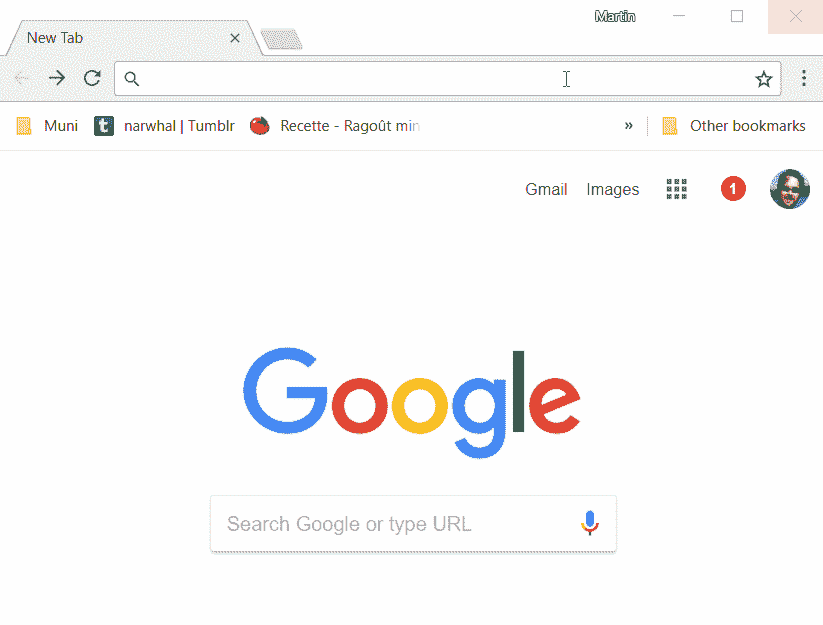 Martin
New Tab
Muni
narwhal | Tumblr
Recette - Ragoût min
»
Other bookmarks
Gmail
Images
1
Google
Search Google or type URL